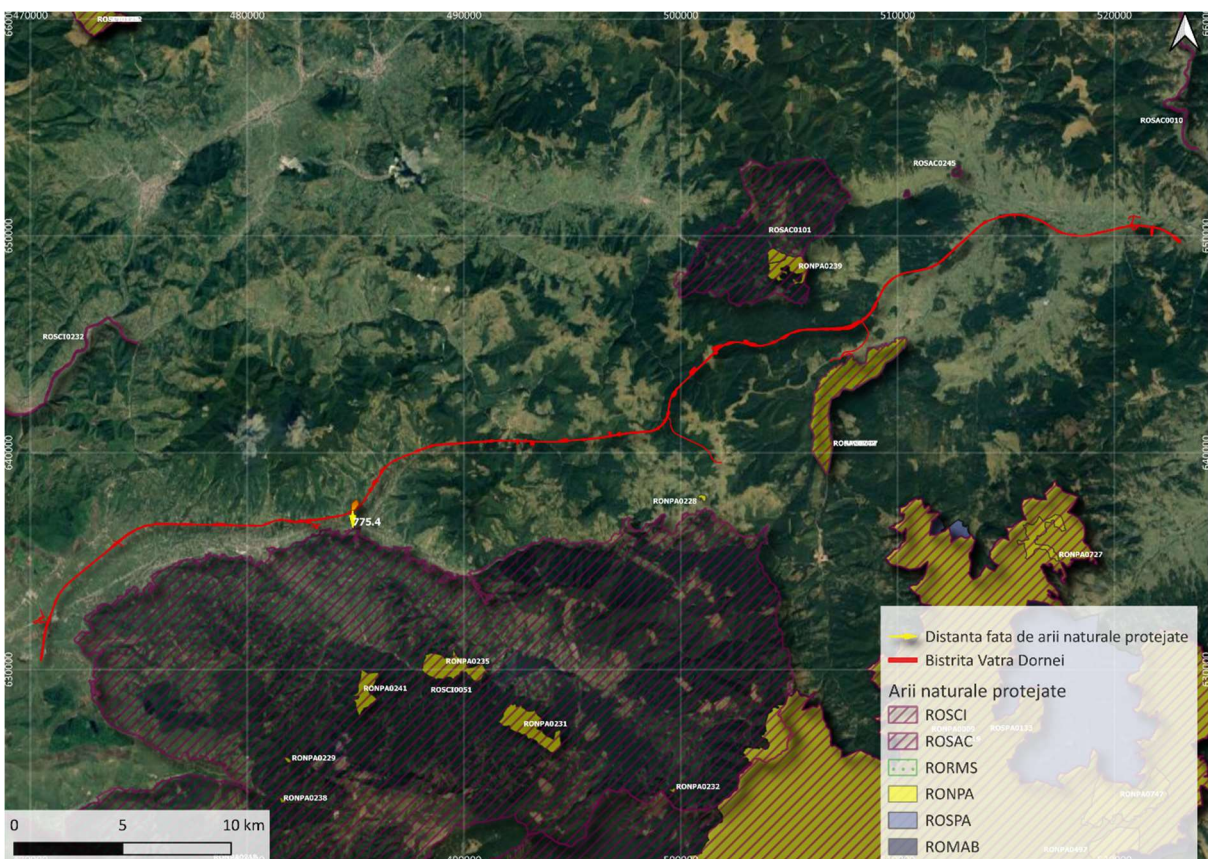 470000
480000
490000
500000
510000
520000
650000
640000
630000
ROSAC0010
ROSAC0245
ROSAC0101
RONPA0239
ROSCI0232
RONPA0228
775.4
RONPA0727
RONPA0235
RONPA0241
ROSCI0051
RONPA0231
RONPA0229
RONPA0238
RONPA0232
Distanta fata de arii naturale protejate
Bistrita Vatra Dornei
Arii naturale protejate
ROSCI
ROSAC
RORMS
RONPA
ROSPA
ROMAB
0 5 10 km